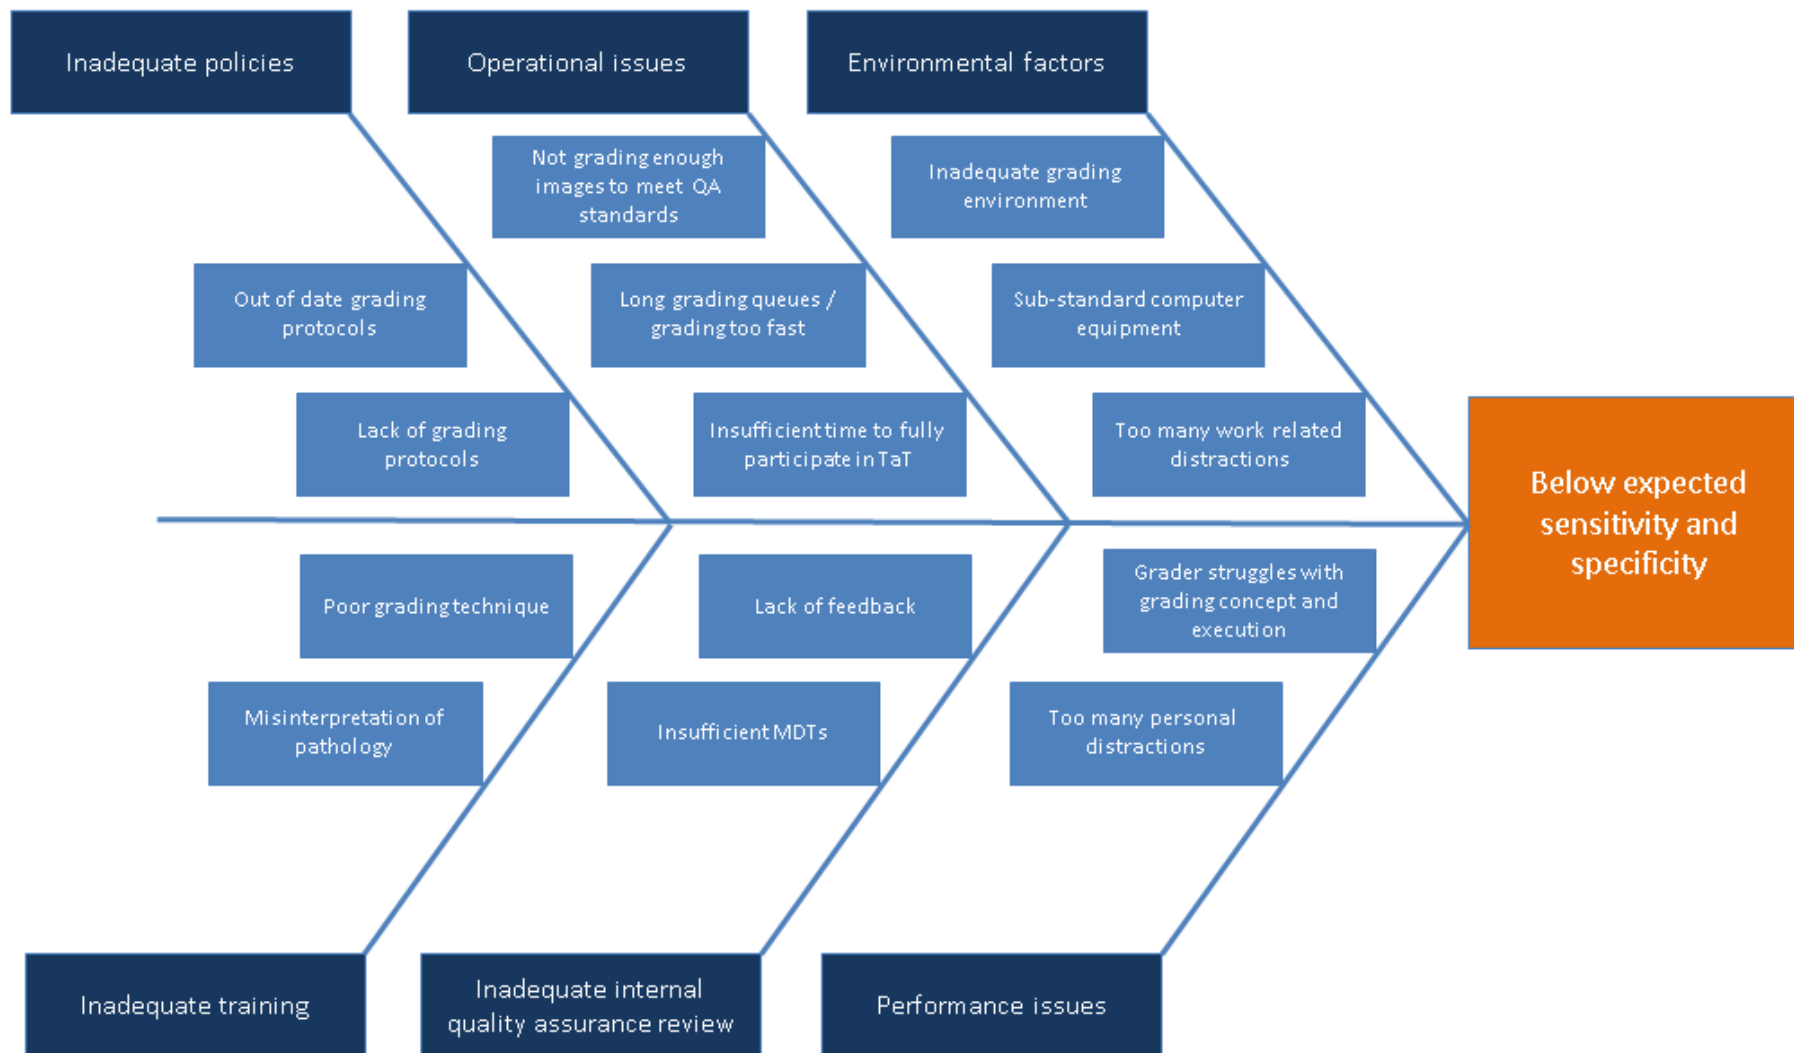 Inadequate policies
Operational issues
Environmental factors
Not grading enough
images to meet QA
standards
Inadequate grading
environment
Out of date grading
protocols
Long grading queues /
grading too fast
Sub-standard computer
equipment
Lack of grading
protocols
Insufficient time to fully
participate in TaT
Too many work related
distractions
Below expected
sensitivity and
specificity
Poor grading technique
Lack of feedback
Grader struggles with
grading concept and
execution
Misinterpretation of
pathology
Insufficient MDTs
Too many personal
distractions
Inadequate training
Inadequate internal
quality assurance review
Performance issues